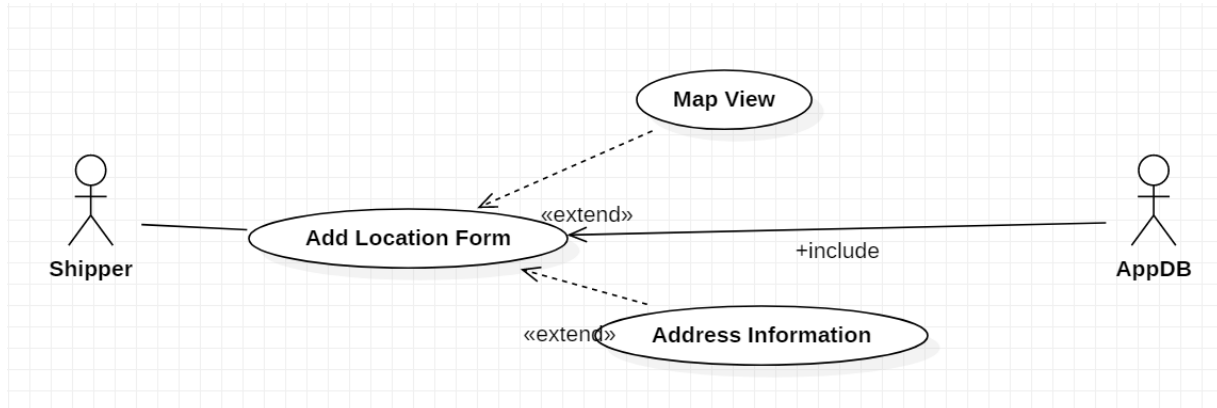 Map View
«extend»
Add Location Form
+include
Shipper
AppDB
«extend»
Address Information